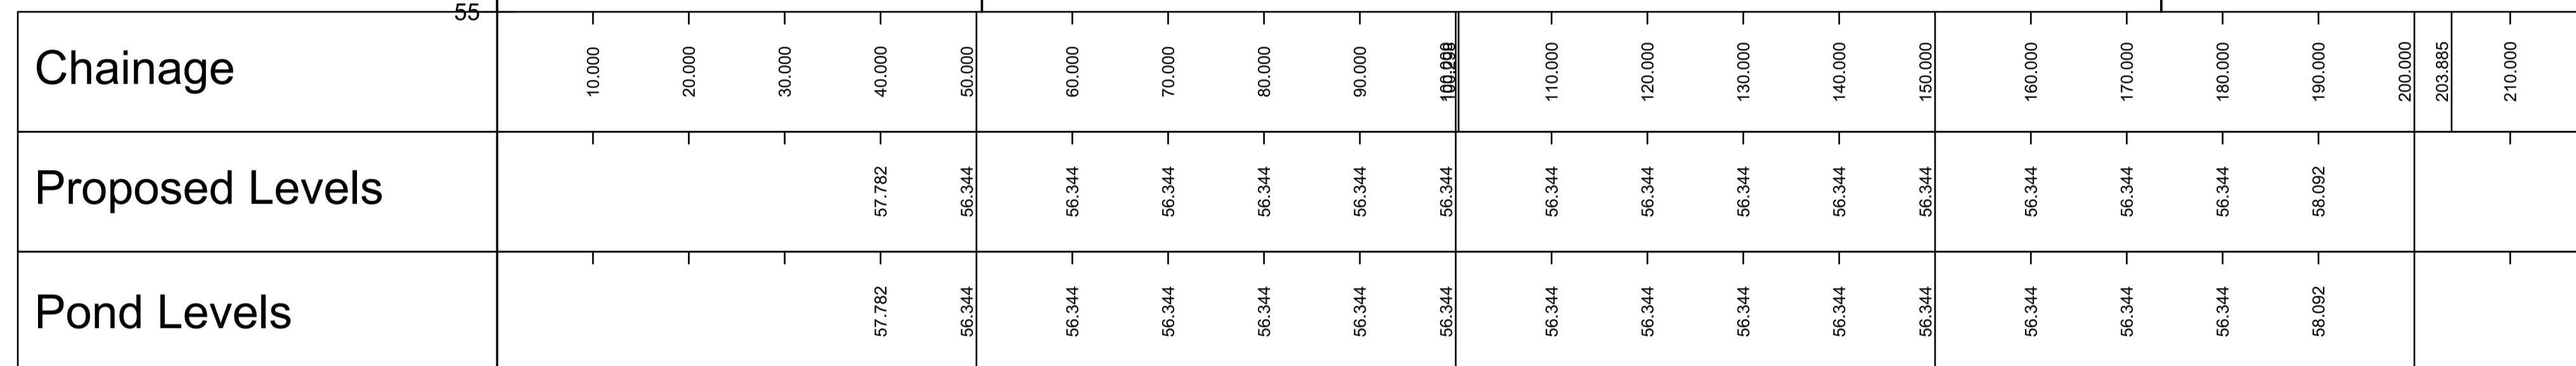 55
Chainage 10.000 20.000 30.000 40.000 50.000 60.000 70.000 80.000 90.000 100.000 110.000 120.000 130.000 140.000 150.000 160.000 170.000 180.000 190.000 200.000 203.885 210.000
Proposed Levels 57.782 56.344 56.344 56.344 56.344 56.344 56.344 56.344 56.344 56.344 56.344 56.344 56.344 56.344 56.344 58.092
Pond Levels 57.782 56.344 56.344 56.344 56.344 56.344 56.344 56.344 56.344 56.344 56.344 56.344 56.344 56.344 56.344 58.092